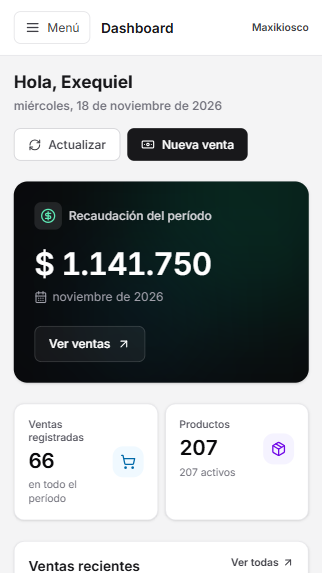 Menú
Dashboard
Maxikiosco
Hola, Exequiel
miércoles, 18 de noviembre de 2026
Actualizar
Nueva venta
Recaudación del período
$ 1.141.750
noviembre de 2026
Ver ventas
Ventas
registradas
66
en todo el
período
Productos
207
207 activos
Ventas recientes
Ver todas